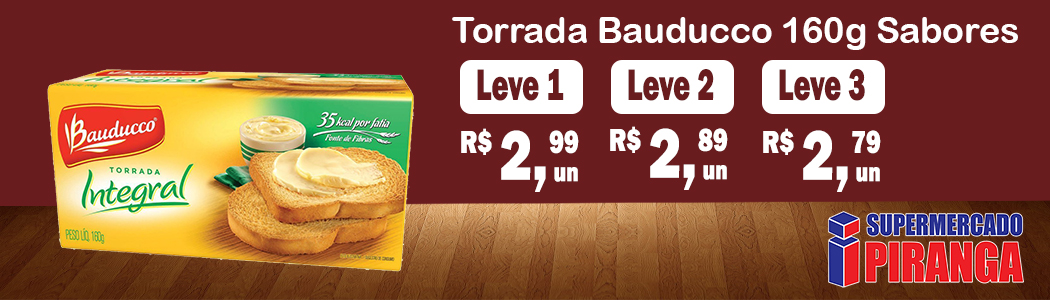 Torrada Bauducco 160g Sabores
Leve 1
Leve 2
Leve 3
R$ 2,99 un
R$ 2,89 un
R$ 2,79 un
Bauducco
TORRADA
Integral
35 kcal por fatia
Fonte de Fibras
PESO LÍQ. 160g
SUPERMERCADO
PIRANGA